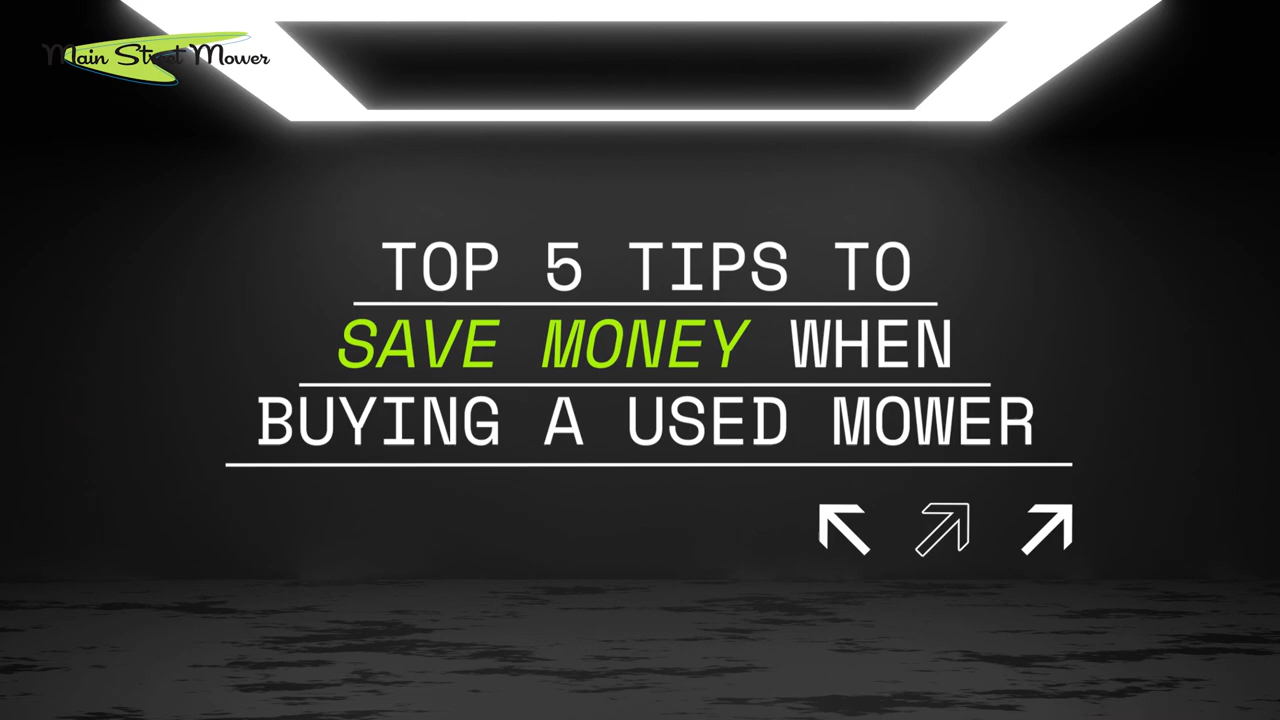 Main Street Mower
TOP 5 TIPS TO
SAVE MONEY WHEN
BUYING A USED MOWER